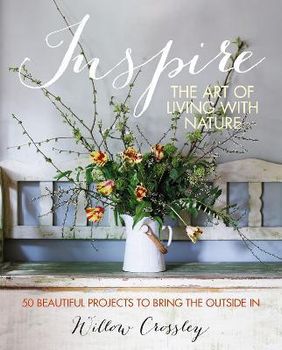 Inspire
THE ART OF
LIVING WITH
NATURE
50 BEAUTIFUL PROJECTS TO BRING THE OUTSIDE IN
Willow Crossley